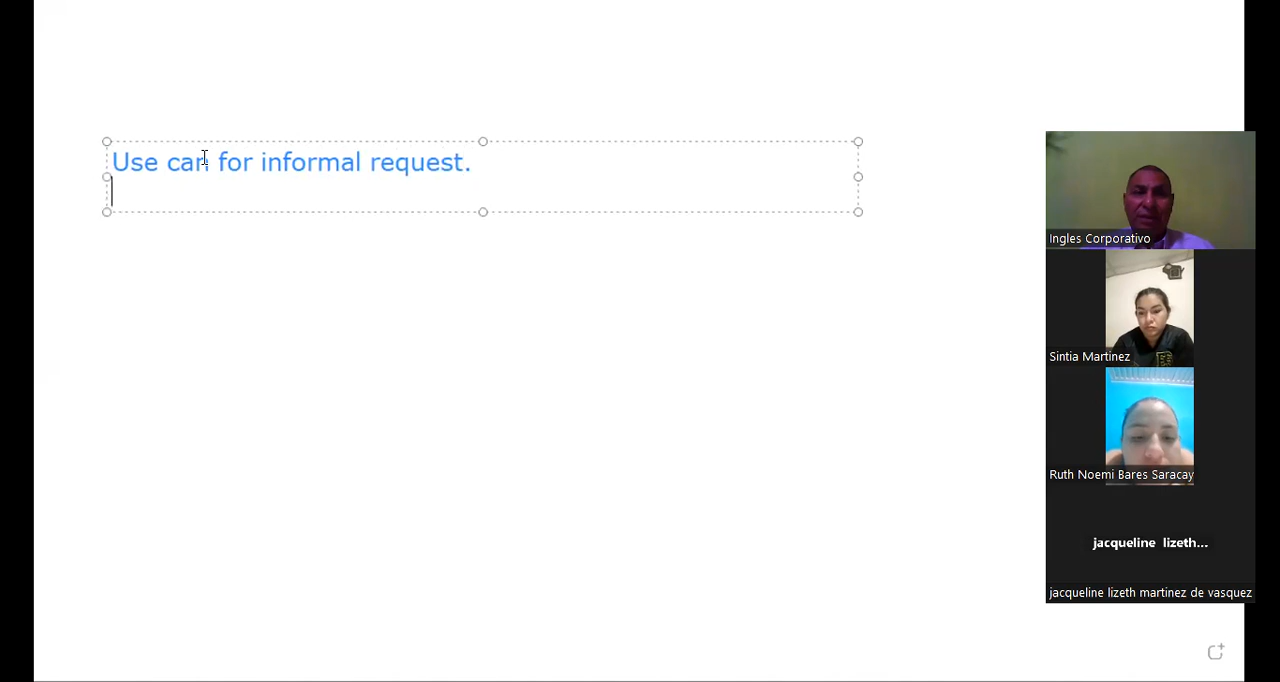 Use can for informal request.
Ingles Corporativo
Sintia Martinez
Ruth Noemi Bares Saracay
jacqueline lizeth...
jacqueline lizeth martinez de vasquez